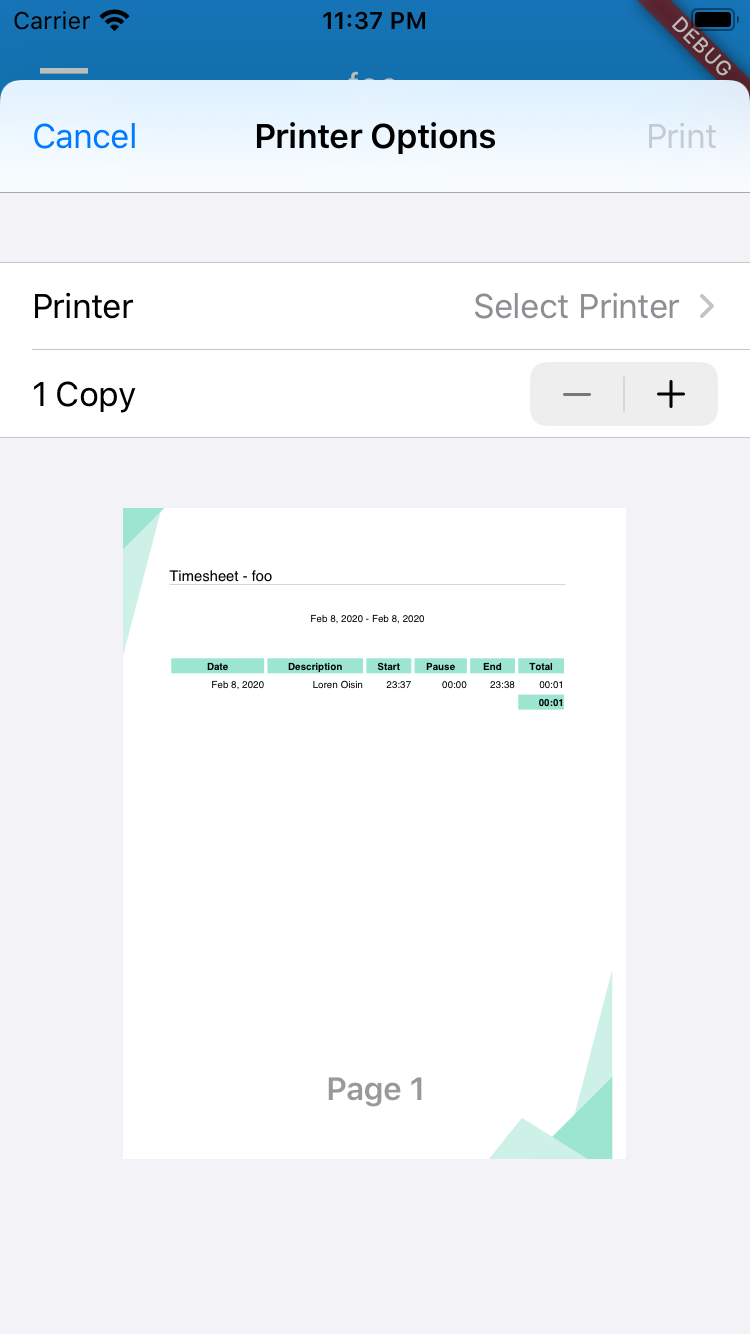 Carrier 11:37 PM
DEBUG
foo
Cancel Printer Options Print
Printer Select Printer
1 Copy
Timesheet - foo
Feb 8, 2020 - Feb 8, 2020
Date Description Start Pause End Total
Feb 8, 2020 Loren Oisin 23:37 00:00 23:38 00:01
00:01
Page 1